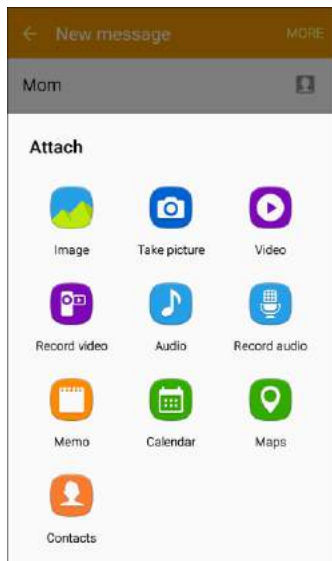 New message MORE
Mom
Attach
Image Take picture Video
Record video Audio Record audio
Memo Calendar Maps
Contacts